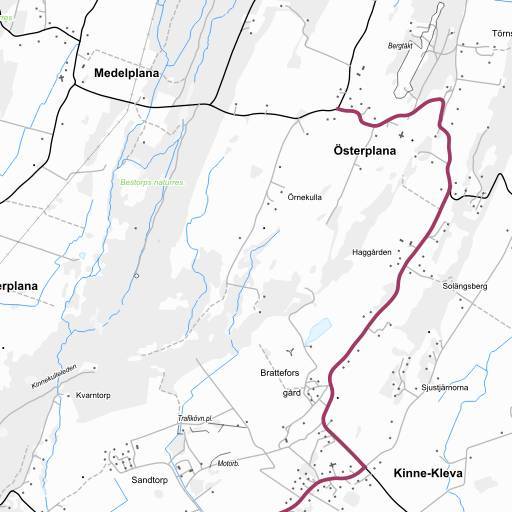 Bergtäkt
Törns
Medelplana
Österplana
Bestorps naturres
Örnekulla
Haggården
Solängsberg
erplana
Kinnekulleleden
Brattefors
gård
Sjustjärnorna
Kvarntorp
Trafikövn.pl.
Motorb.
Sandtorp
Kinne-Kleva